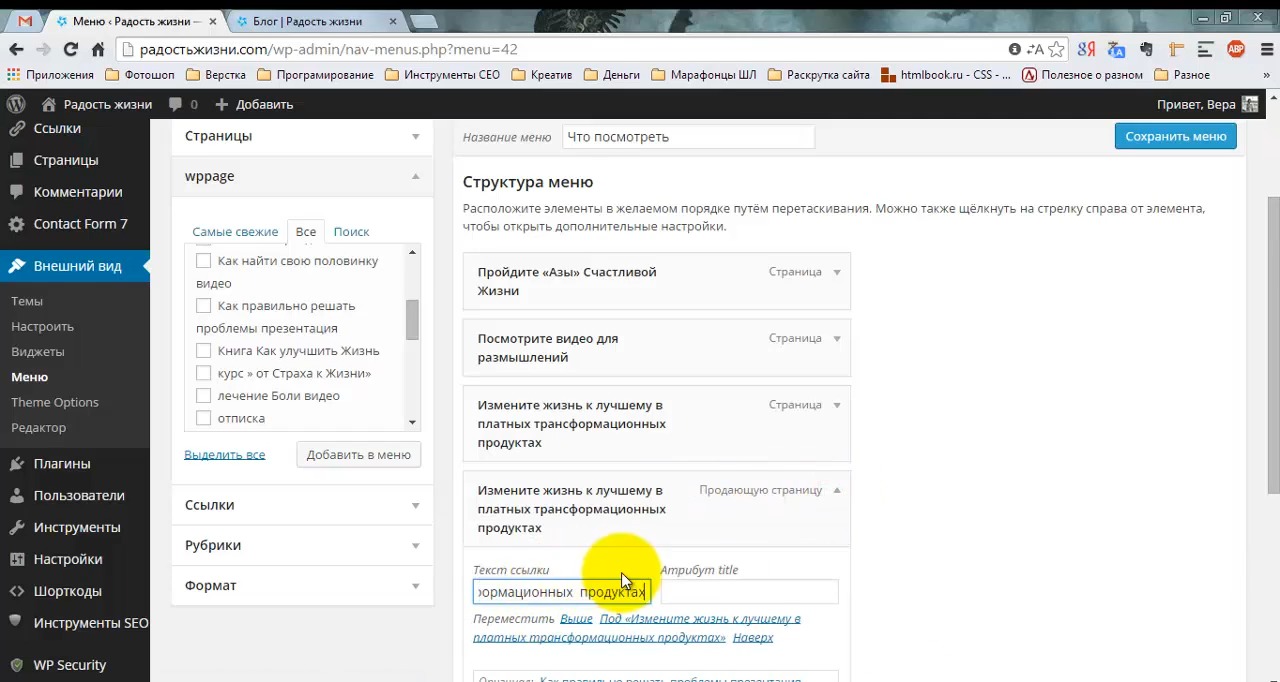 Меню ‹ Радость жизни —
Блог | Радость жизни
радостьжизни.com/wp-admin/nav-menus.php?menu=42
Приложения
Фотошоп
Верстка
Программирование
Инструменты СЕО
Креатив
Деньги
Марафоны ШЛ
Раскрутка сайта
htmlbook.ru - CSS - ...
Полезное о разном
Разное
»
Радость жизни
0
Добавить
Привет, Вера
Ссылки
Страницы
Комментарии
Contact Form 7
Внешний вид
Темы
Настроить
Виджеты
Меню
Theme Options
Редактор
Плагины
Пользователи
Инструменты
Настройки
Шорткоды
Инструменты SEO
WP Security
Страницы
wppage
Самые свежие
Все
Поиск
Как найти свою половинку
видео
Как правильно решать
проблемы презентация
Книга Как улучшить Жизнь
курс » от Страха к Жизни»
лечение Боли видео
отписка
Выделить все
Добавить в меню
Ссылки
Рубрики
Формат
Название меню
Что посмотреть
Сохранить меню
Структура меню
Расположите элементы в желаемом порядке путём перетаскивания. Можно также щёлкнуть на стрелку справа от элемента,
чтобы открыть дополнительные настройки.
Пройдите «Азы» Счастливой
Жизни
Страница
Посмотрите видео для
размышлений
Страница
Измените жизнь к лучшему в
платных трансформационных
продуктах
Страница
Измените жизнь к лучшему в
платных трансформационных
продуктах
Продающую страницу
Текст ссылки
Атрибут title
ормационных продуктах
Переместить Выше Под «Измените жизнь к лучшему в
платных трансформационных продуктах» Наверх
Оригинал: Как правильно решать проблемы презентация